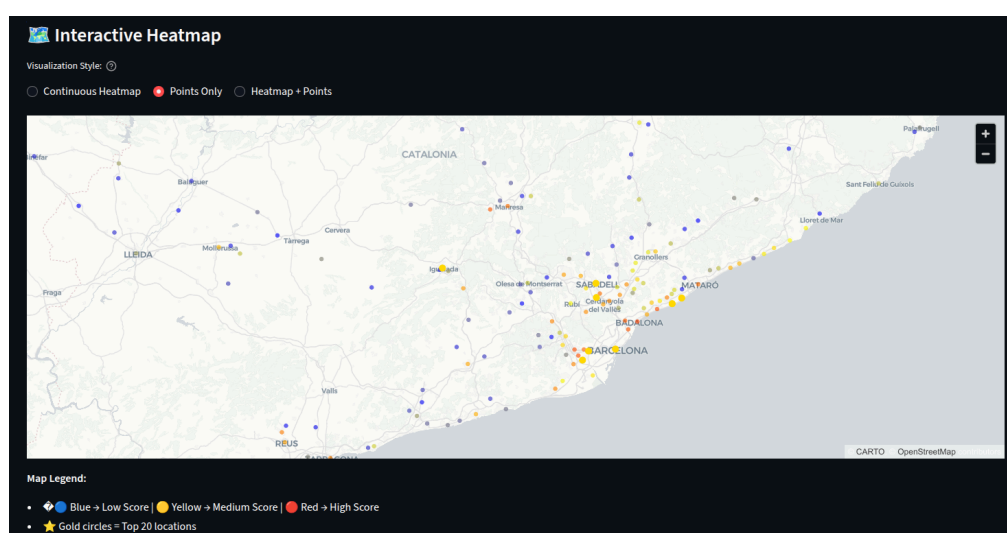 🗺️ Interactive Heatmap
Visualization Style: ?
Continuous Heatmap Points Only Heatmap + Points
Palafrugell
+
−
CATALONIA
Balaguer
Sant Feliu de Guíxols
Manresa
Lloret de Mar
Cervera
Tàrrega
Mollerussa
LLEIDA
Granollers
Igualada
Olesa de Montserrat
SABADELL
MATARÓ
Fraga
Rubí
Cerdanyola
del Vallès
BADALONA
BARCELONA
Valls
REUS
TARRAGONA
CARTO OpenStreetMap
Map Legend:
• �🔵 Blue → Low Score | 🟡 Yellow → Medium Score | 🔴 Red → High Score
• ⭐ Gold circles = Top 20 locations